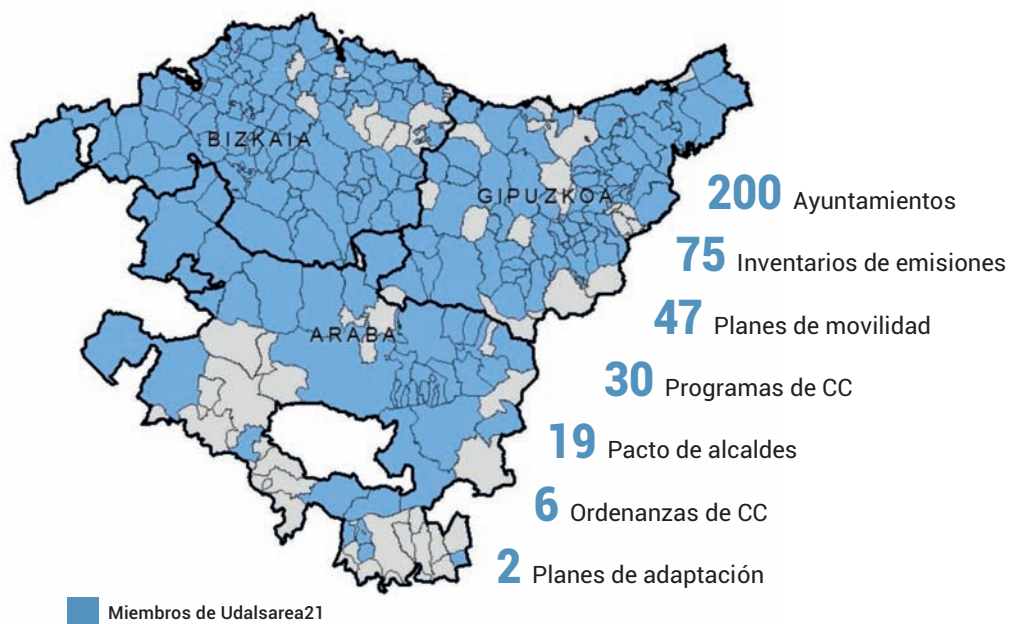 BIZKAIA
GIPUZKOA
ARABA
200 Ayuntamientos
75 Inventarios de emisiones
47 Planes de movilidad
30 Programas de CC
19 Pacto de alcaldes
6 Ordenanzas de CC
2 Planes de adaptación
Miembros de Udalsarea21